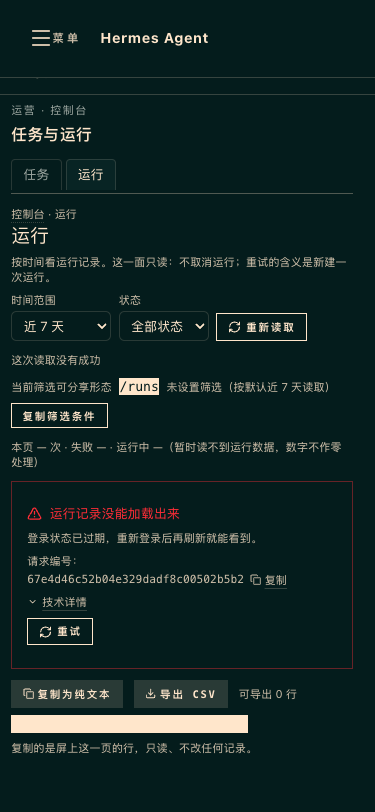 菜单 Hermes Agent
运营 · 控制台
任务与运行
任务 运行
控制台 · 运行
运行
按时间看运行记录。这一面只读：不取消运行；重试的含义是新建一
次运行。
时间范围 状态
近 7 天 全部状态 重新读取
这次读取没有成功
当前筛选可分享形态 /runs 未设置筛选（按默认近 7 天读取）
复制筛选条件
本页 — 次 · 失败 — · 运行中 —（暂时读不到运行数据，数字不作零
处理）
运行记录没能加载出来
登录状态已过期，重新登录后再刷新就能看到。
请求编号：
67e4d46c52b04e329dadf8c00502b5b2 复制
技术详情
重试
复制为纯文本 导出 CSV 可导出 0 行
复制的是屏上这一页的行，只读、不改任何记录。